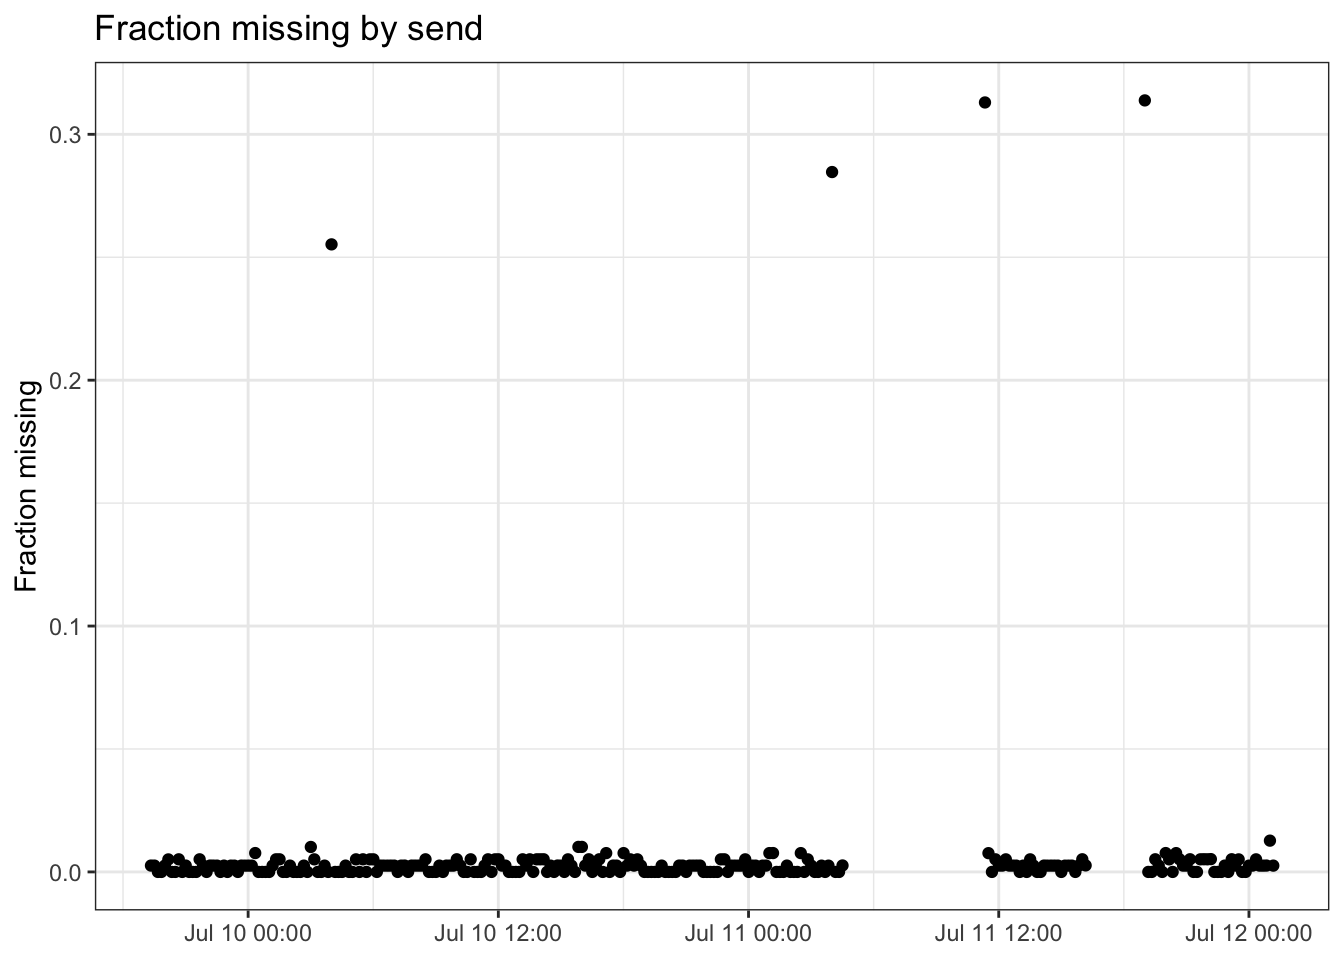 Fraction missing by send
Fraction missing
0.3
0.2
0.1
0.0
Jul 10 00:00 Jul 10 12:00 Jul 11 00:00 Jul 11 12:00 Jul 12 00:00